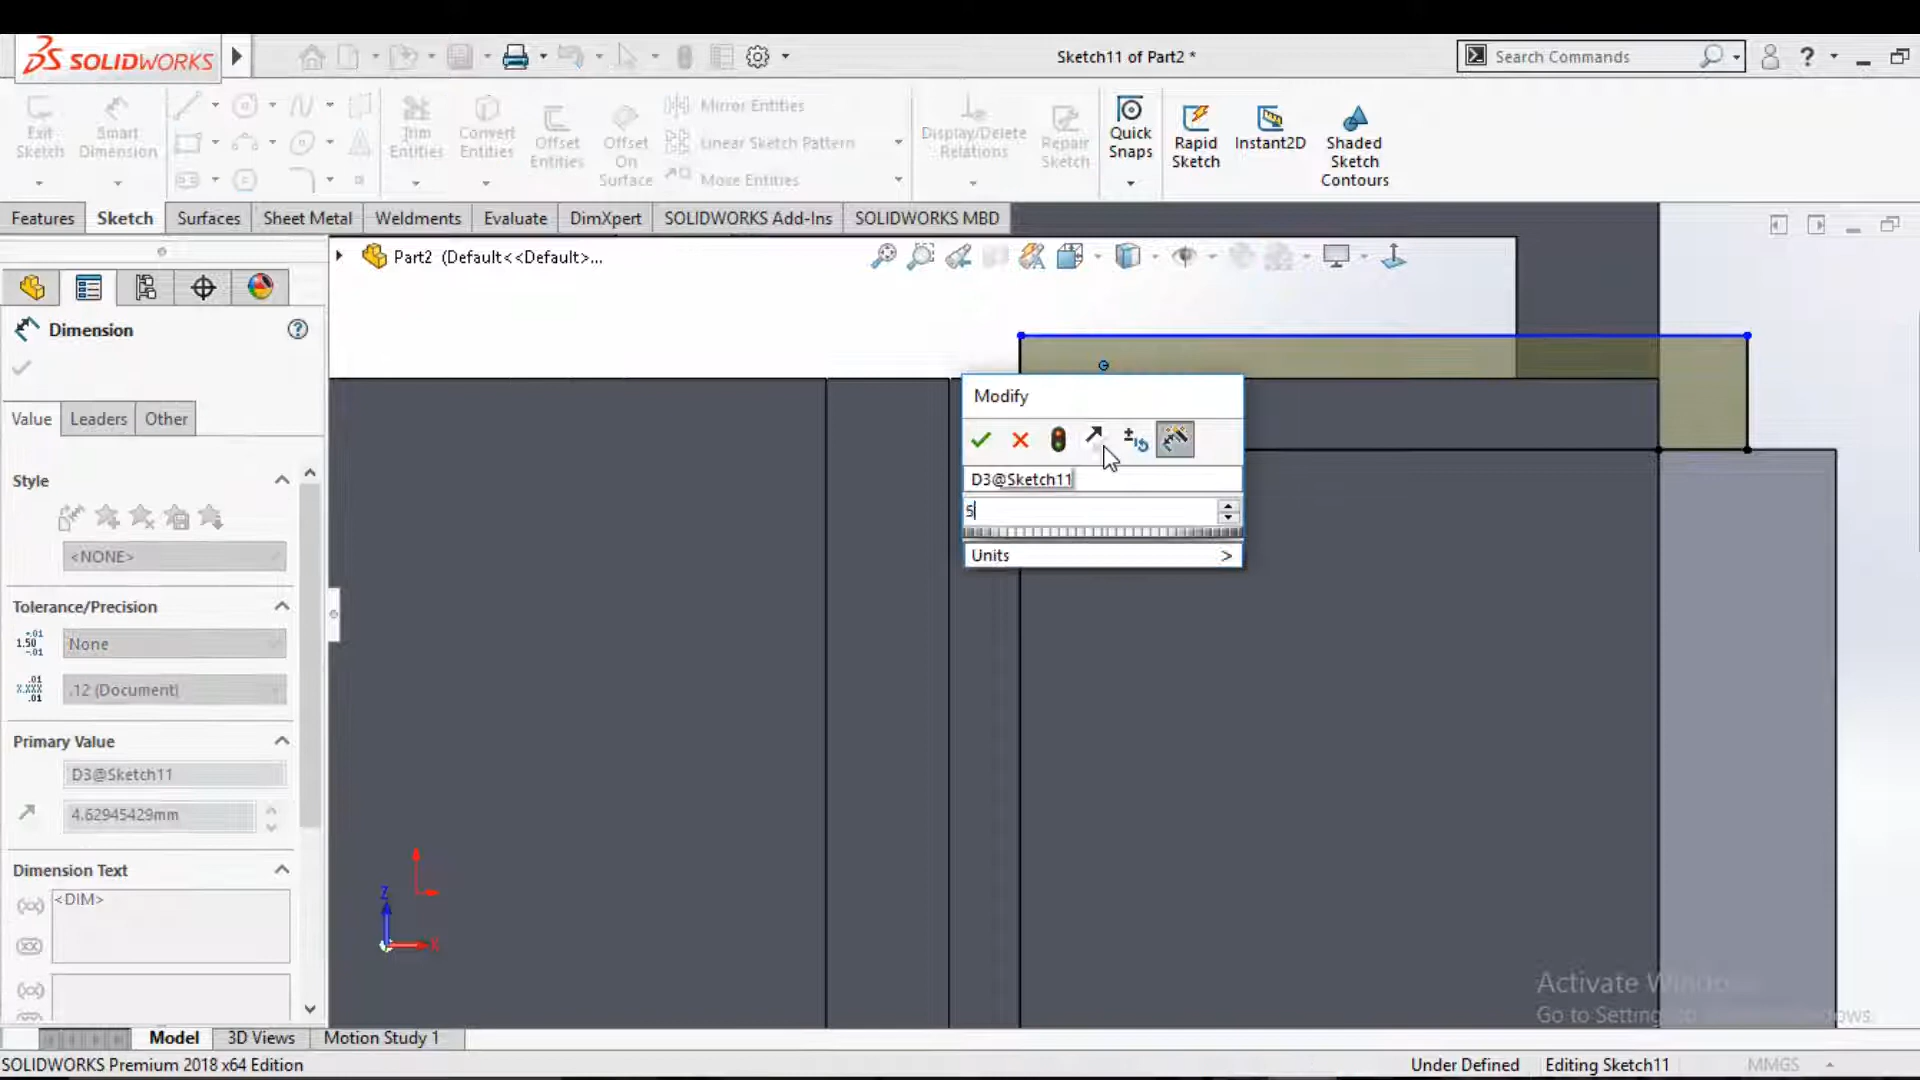 SOLIDWORKS
Sketch11 of Part2 *
Search Commands
?
Exit Sketch
Smart Dimension
Trim Entities
Convert Entities
Offset Entities
Offset On Surface
Mirror Entities
Linear Sketch Pattern
Move Entities
Display/Delete Relations
Repair Sketch
Quick Snaps
Rapid Sketch
Instant2D
Shaded Sketch Contours
Features
Sketch
Surfaces
Sheet Metal
Weldments
Evaluate
DimXpert
SOLIDWORKS Add-Ins
SOLIDWORKS MBD
Part2 (Default<<Default>...
Dimension
?
Value
Leaders
Other
Style
<NONE>
Tolerance/Precision
None
.12 (Document)
Primary Value
D3@Sketch11
4.62945429mm
Dimension Text
<DIM>
Modify
D3@Sketch11
5
Units >
Z
X
Activate Windows
Model
3D Views
Motion Study 1
SOLIDWORKS Premium 2018 x64 Edition
Under Defined
Editing Sketch11
MMGS